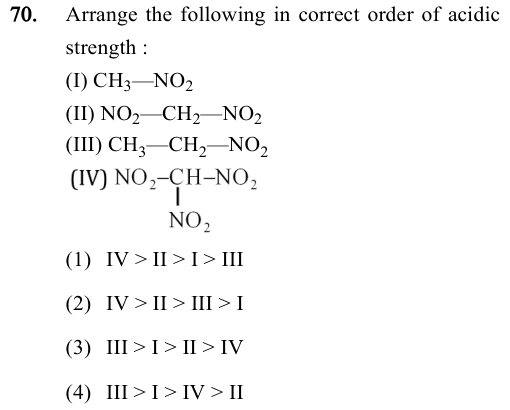 70. Arrange the following in correct order of acidic
strength :
(I) CH₃—NO₂
(II) NO₂—CH₂—NO₂
(III) CH₃—CH₂—NO₂
(IV) NO₂–CH–NO₂
|
NO₂
(1) IV > II > I > III
(2) IV > II > III > I
(3) III > I > II > IV
(4) III > I > IV > II